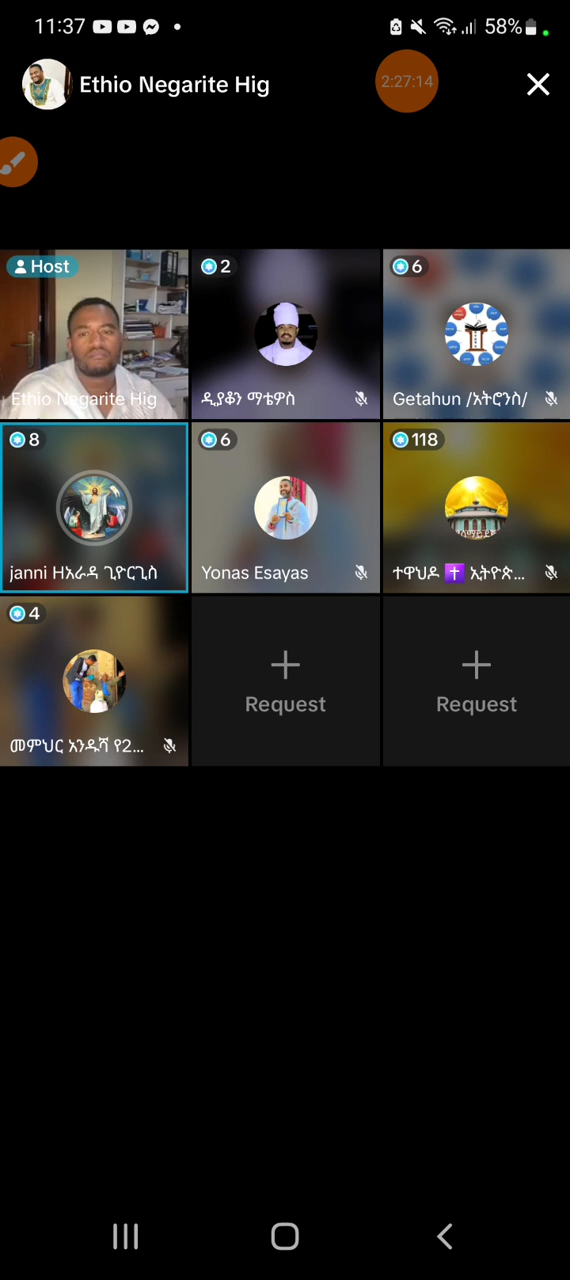 11:37
58%
Ethio Negarite Hig
2:27:14
Host
2
6
Ethio Negarite Hig
ዲያቆን ማቴዎስ
Getahun /አትሮንስ/
8
6
118
janni Hአራዳ ጊዮርጊስ
Yonas Esayas
ተዋህዶ ✝️ ኢትዮጵ...
4
Request
Request
መምህር አንዱሻ የ2...